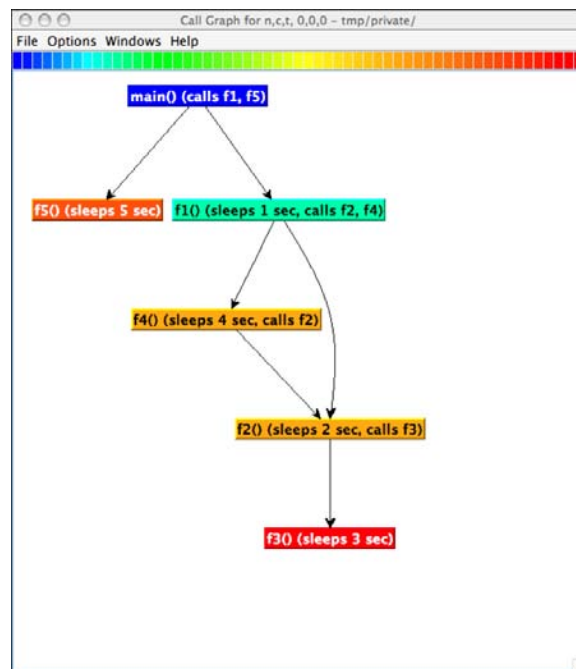 Call Graph for n,c,t, 0,0,0 - tmp/private/
File Options Windows Help
main() (calls f1, f5)
f5() (sleeps 5 sec) f1() (sleeps 1 sec, calls f2, f4)
f4() (sleeps 4 sec, calls f2)
f2() (sleeps 2 sec, calls f3)
f3() (sleeps 3 sec)